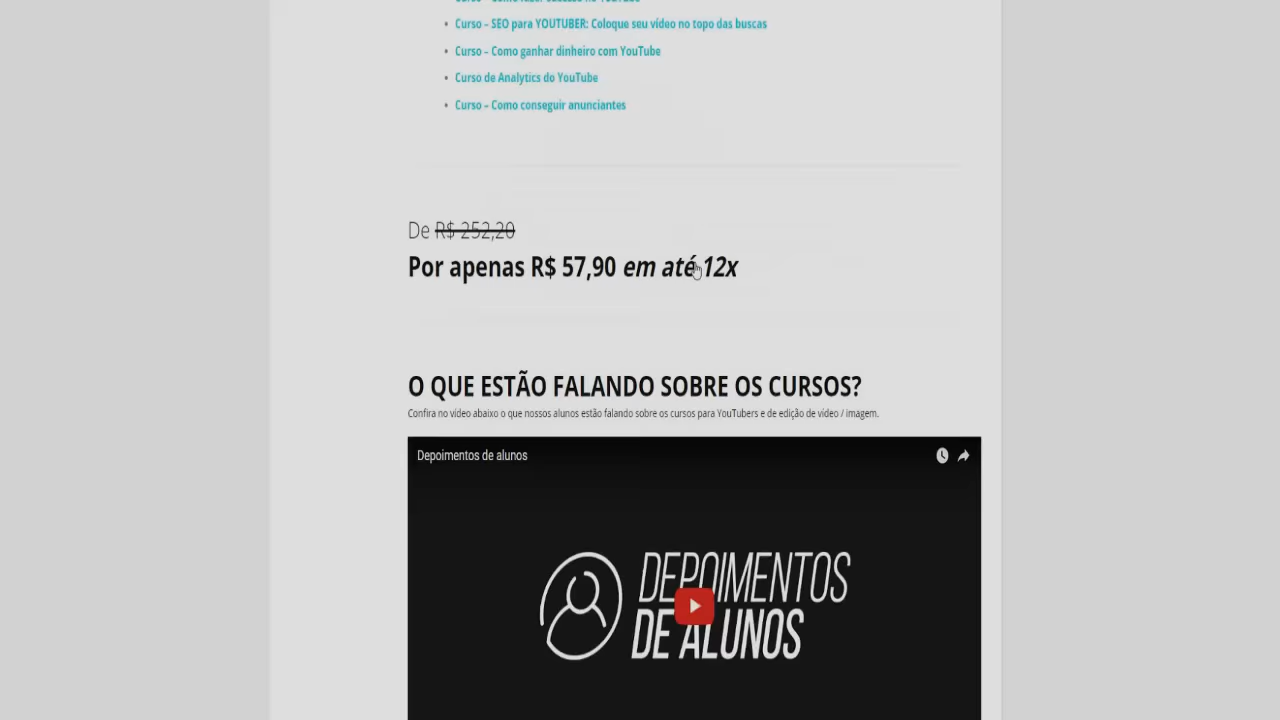 Curso – SEO para YOUTUBER: Coloque seu vídeo no topo das buscas
Curso – Como ganhar dinheiro com YouTube
Curso de Analytics do YouTube
Curso – Como conseguir anunciantes
De R$ 252,20
Por apenas R$ 57,90 em até 12x
O QUE ESTÃO FALANDO SOBRE OS CURSOS?
Confira no vídeo abaixo o que nossos alunos estão falando sobre os cursos para YouTubers e de edição de vídeo / imagem.
Depoimentos de alunos
DEPOIMENTOS
DE ALUNOS